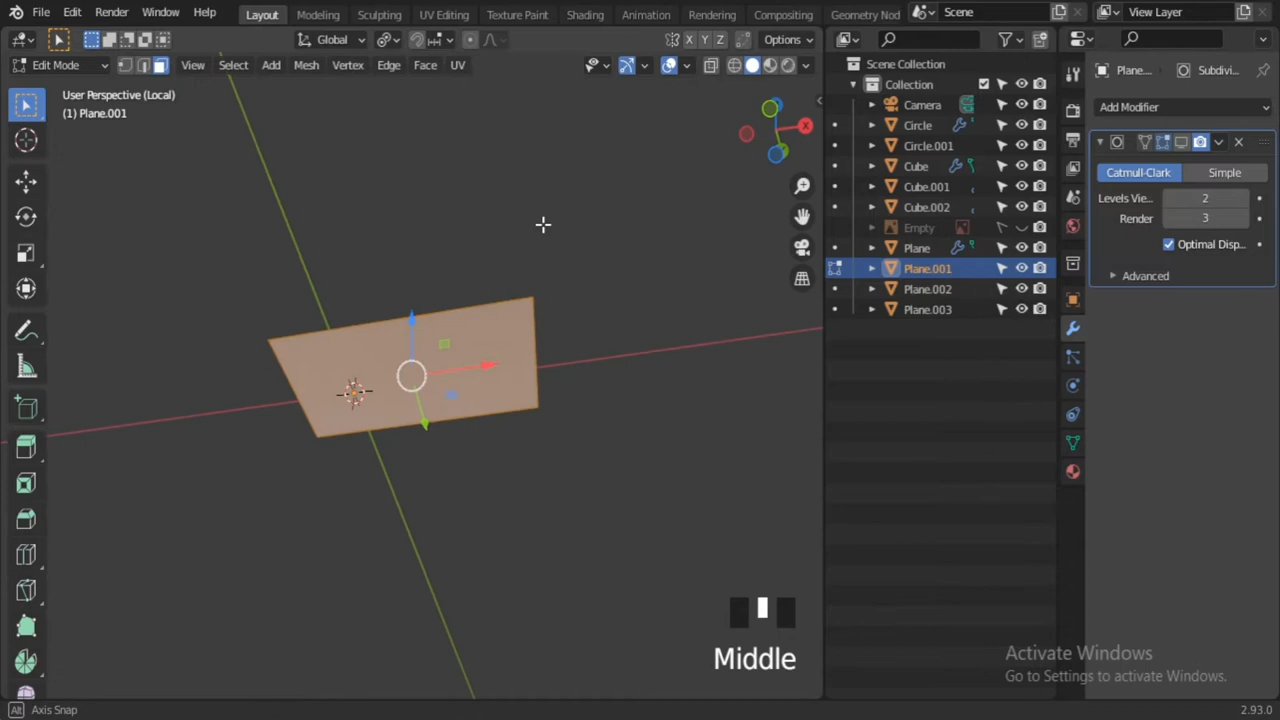 File Edit Render Window Help Layout Modeling Sculpting UV Editing Texture Paint Shading Animation Rendering Compositing Geometry Nod Scene View Layer
Global X Y Z Options
Edit Mode View Select Add Mesh Vertex Edge Face UV
User Perspective (Local)
(1) Plane.001
X
Scene Collection
Collection
Camera
Circle
Circle.001
Cube
Cube.001
Cube.002
Empty
Plane
Plane.001
Plane.002
Plane.003
Plane... Subdivi...
Add Modifier
Catmull-Clark Simple
Levels Vie... 2
Render 3
Optimal Disp...
Advanced
Middle
Activate Windows
Go to Settings to activate Windows.
Alt Axis Snap 2.93.0